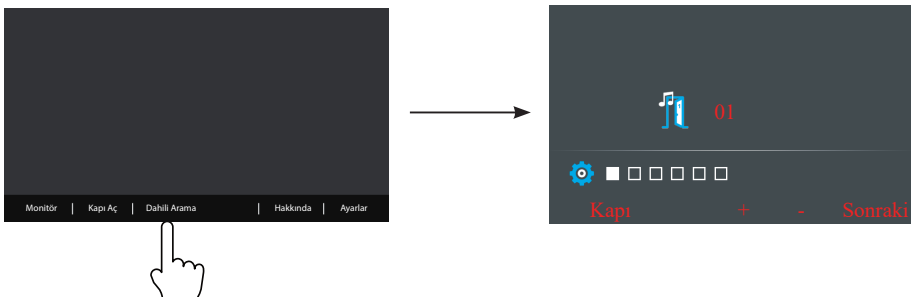 Monitör | Kapı Aç | Dahili Arama | Hakkında | Ayarlar
01
Kapı + - Sonraki